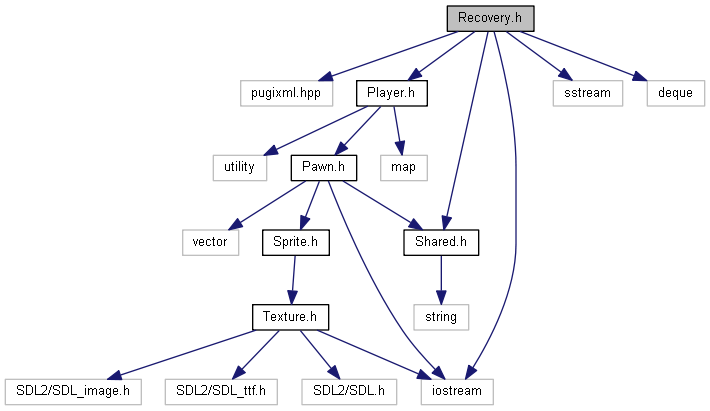 Recovery.h
pugixml.hpp
Player.h
sstream
deque
utility
Pawn.h
map
vector
Sprite.h
Shared.h
Texture.h
string
SDL2/SDL_image.h
SDL2/SDL_ttf.h
SDL2/SDL.h
iostream